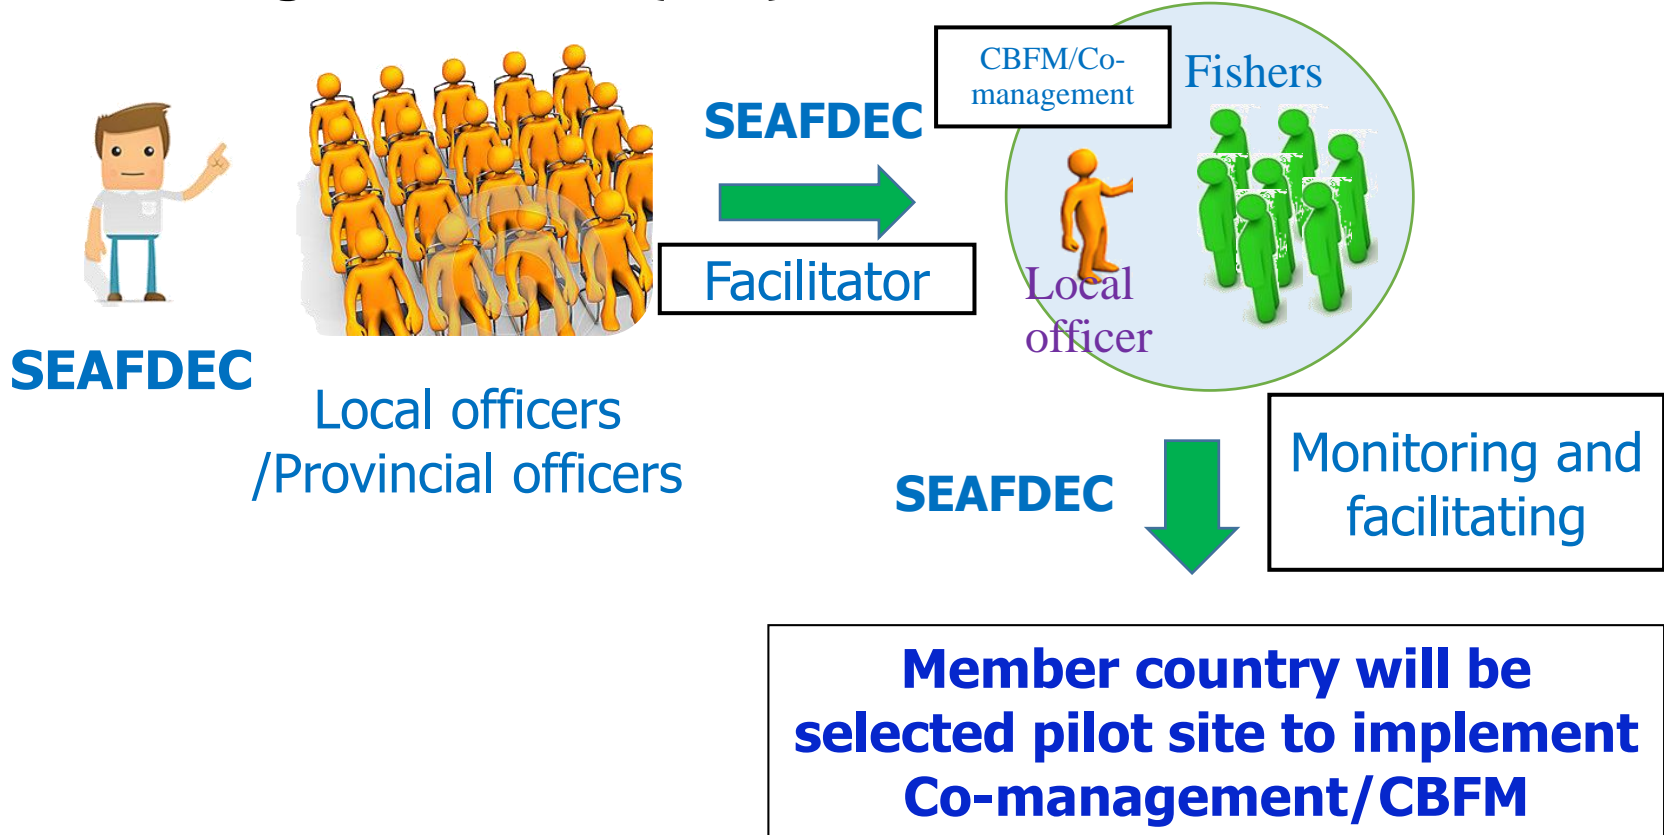 SEAFDEC
Local officers
/Provincial officers
SEAFDEC
Facilitator
CBFM/Co-
management
Fishers
Local
officer
SEAFDEC
Monitoring and
facilitating
Member country will be
selected pilot site to implement
Co-management/CBFM